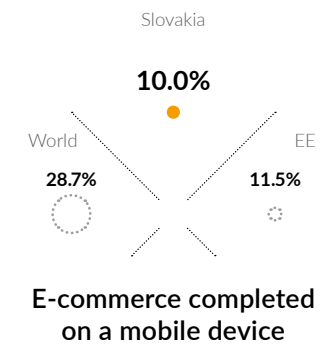 Slovakia
10.0%
World
EE
28.7%
11.5%
E-commerce completed
on a mobile device